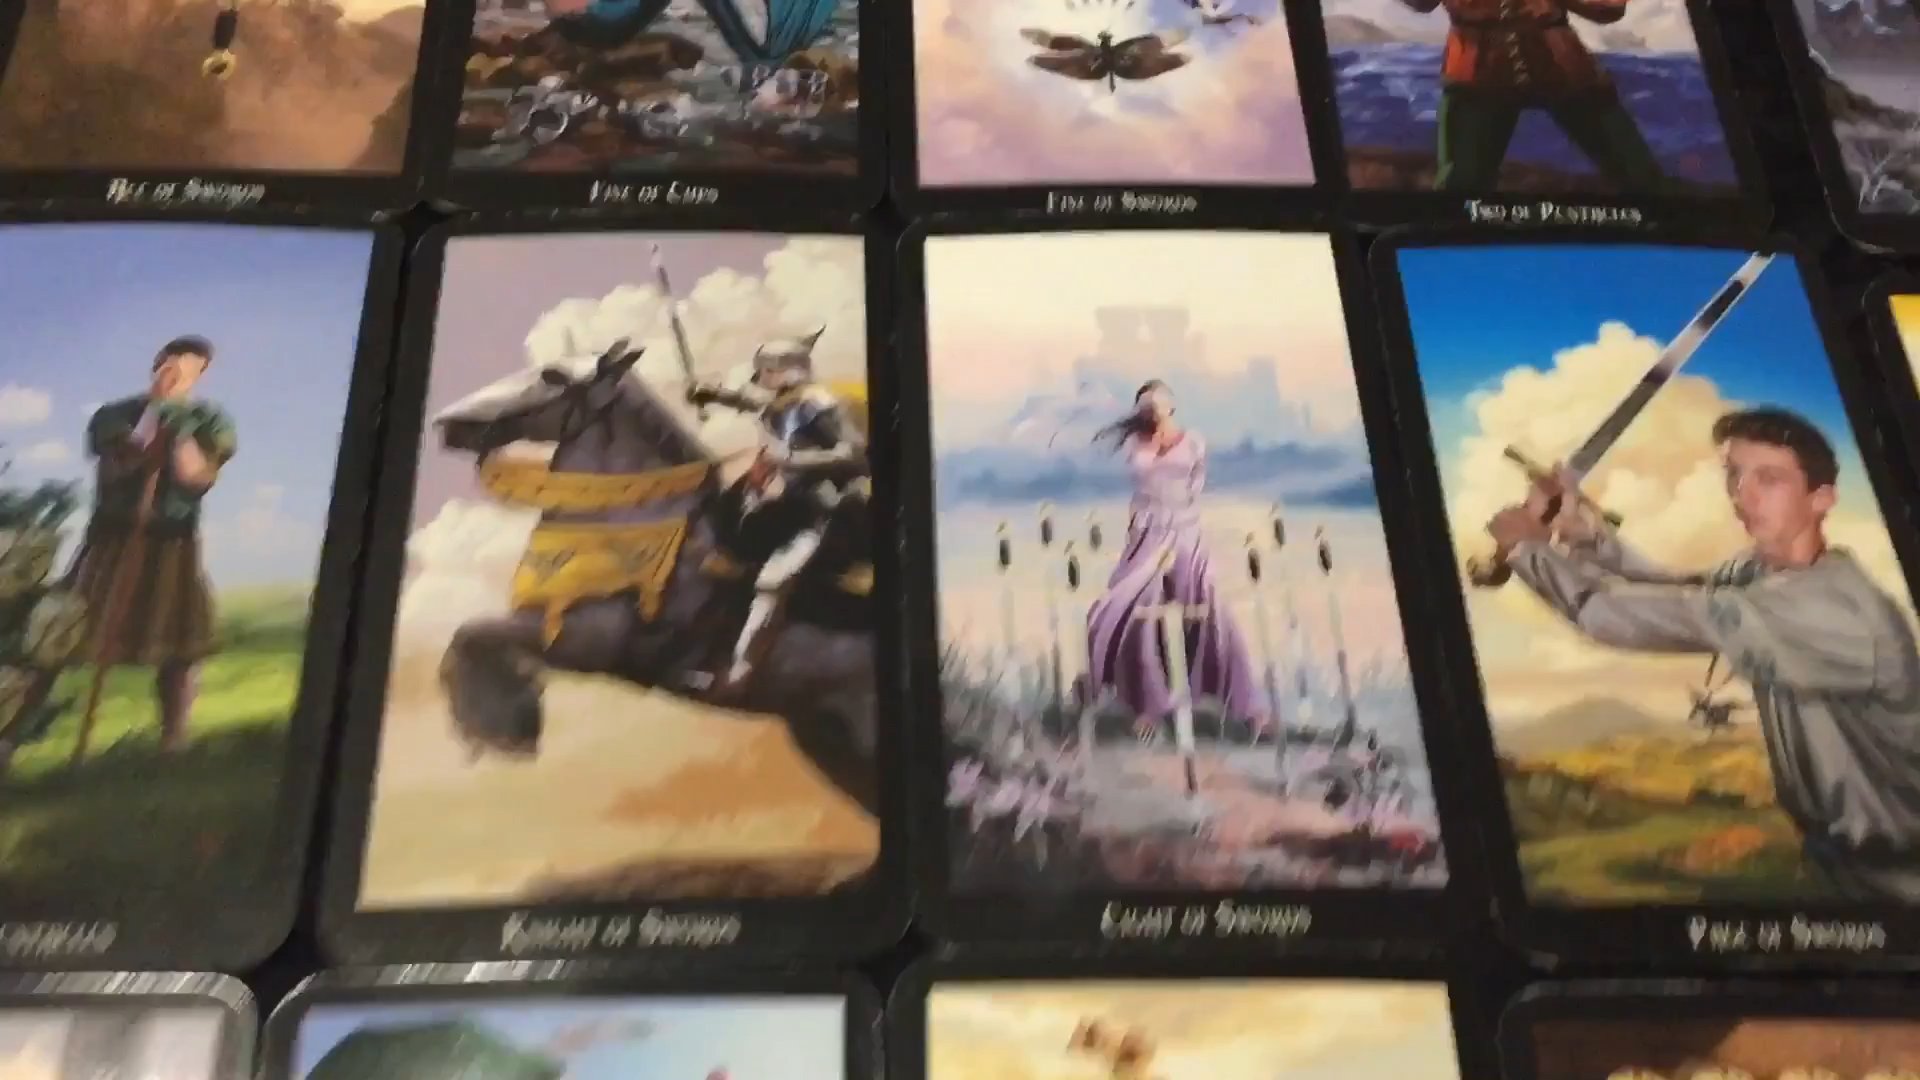 Ace of Swords
Five of Cups
Five of Swords
Two of Pentacles
Knight of Swords
Eight of Swords
Page of Swords